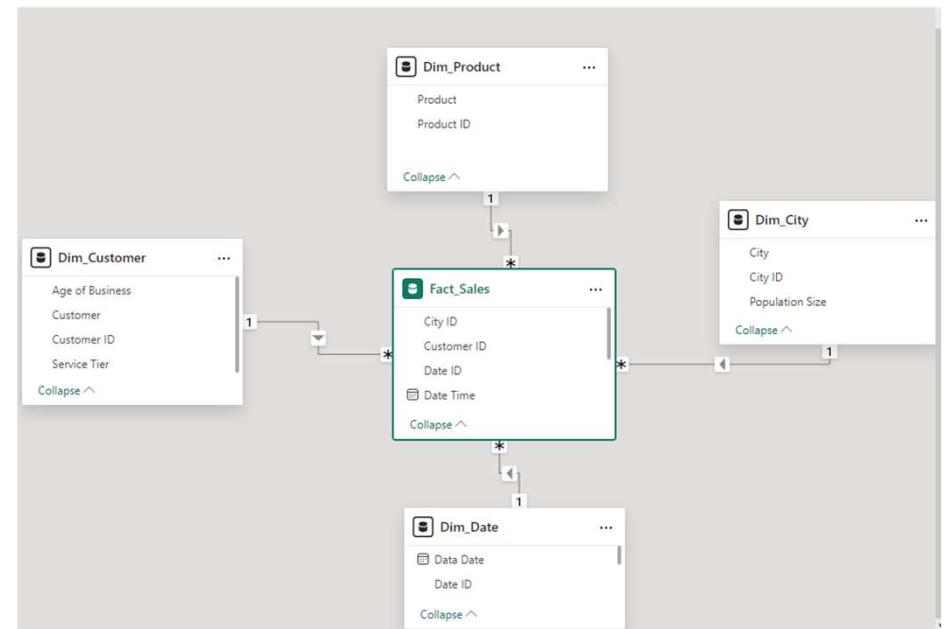 Dim_Product ...
Product
Product ID
Collapse
1
*
Dim_City ...
City
City ID
Population Size
Collapse
1
*
Dim_Customer ...
Age of Business
Customer
Customer ID
Service Tier
Collapse
1
*
Fact_Sales ...
City ID
Customer ID
Date ID
Date Time
Collapse
*
1
Dim_Date ...
Data Date
Date ID
Collapse